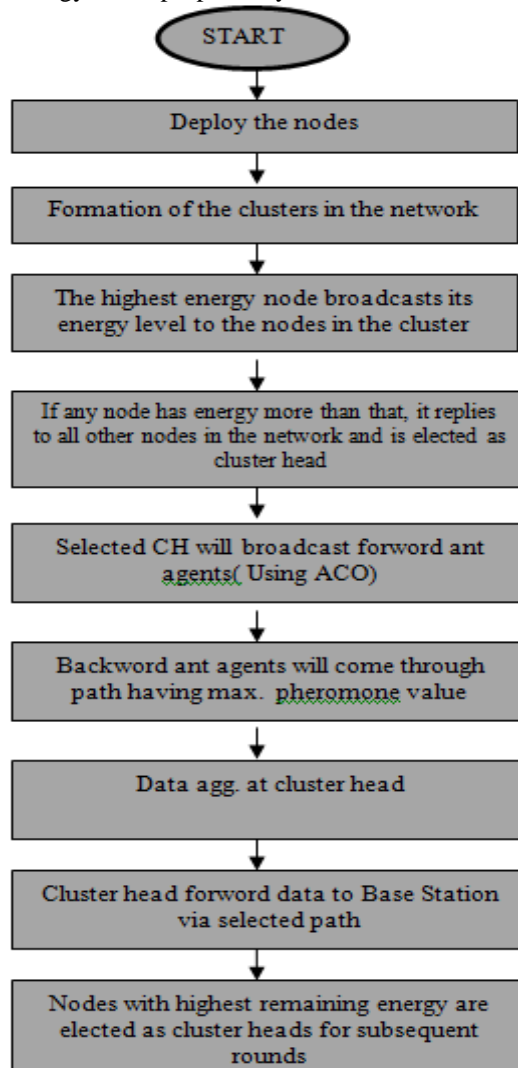 START
Deploy the nodes
Formation of the clusters in the network
The highest energy node broadcasts its
energy level to the nodes in the cluster
If any node has energy more than that, it replies
to all other nodes in the network and is elected as
cluster head
Selected CH will broadcast forword ant
agents( Using ACO)
Backword ant agents will come through
path having max. pheromone value
Data agg. at cluster head
Cluster head forword data to Base Station
via selected path
Nodes with highest remaining energy are
elected as cluster heads for subsequent
rounds